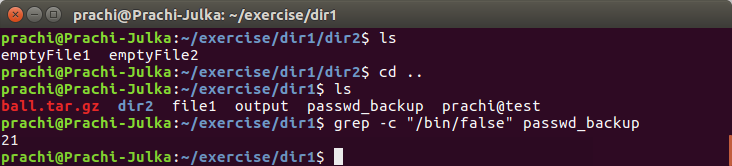 prachi@Prachi-Julka: ~/exercise/dir1
prachi@Prachi-Julka:~/exercise/dir1/dir2$ ls
emptyFile1  emptyFile2
prachi@Prachi-Julka:~/exercise/dir1/dir2$ cd ..
prachi@Prachi-Julka:~/exercise/dir1$ ls
ball.tar.gz  dir2  file1  output  passwd_backup  prachi@test
prachi@Prachi-Julka:~/exercise/dir1$ grep -c "/bin/false" passwd_backup
21
prachi@Prachi-Julka:~/exercise/dir1$